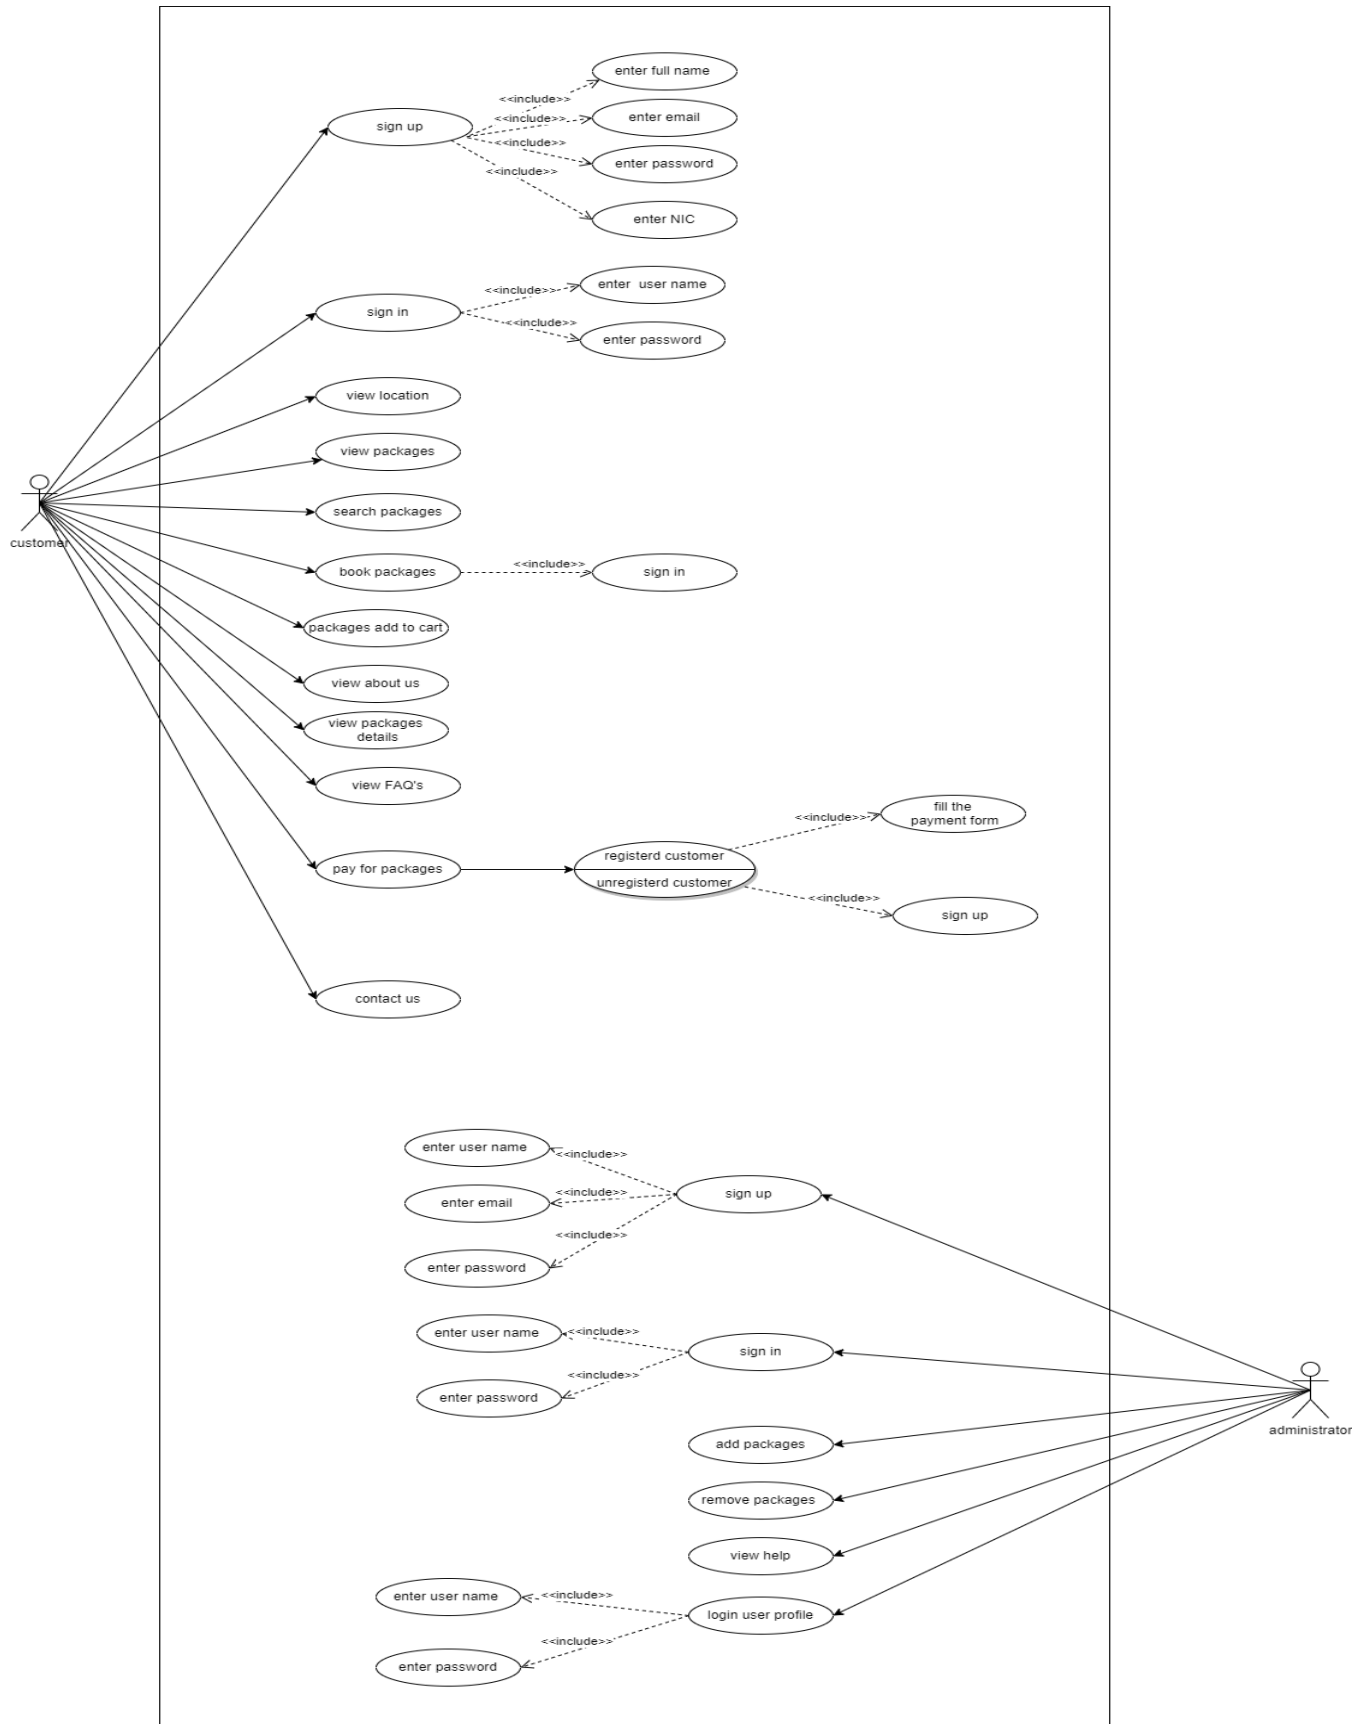 enter full name
<<include>>
enter email
<<include>>
sign up
<<include>>
enter password
<<include>>
enter NIC
enter  user name
<<include>>
sign in
<<include>>
enter password
view location
view packages
search packages
customer
book packages
<<include>>
sign in
packages add to cart
view about us
view packages
details
view FAQ's
fill the
payment form
<<include>>
pay for packages
registerd customer
unregisterd customer
<<include>>
sign up
contact us
enter user name
<<include>>
sign up
<<include>>
enter email
<<include>>
enter password
enter user name
<<include>>
sign in
<<include>>
enter password
administrator
add packages
remove packages
view help
enter user name
<<include>>
login user profile
<<include>>
enter password